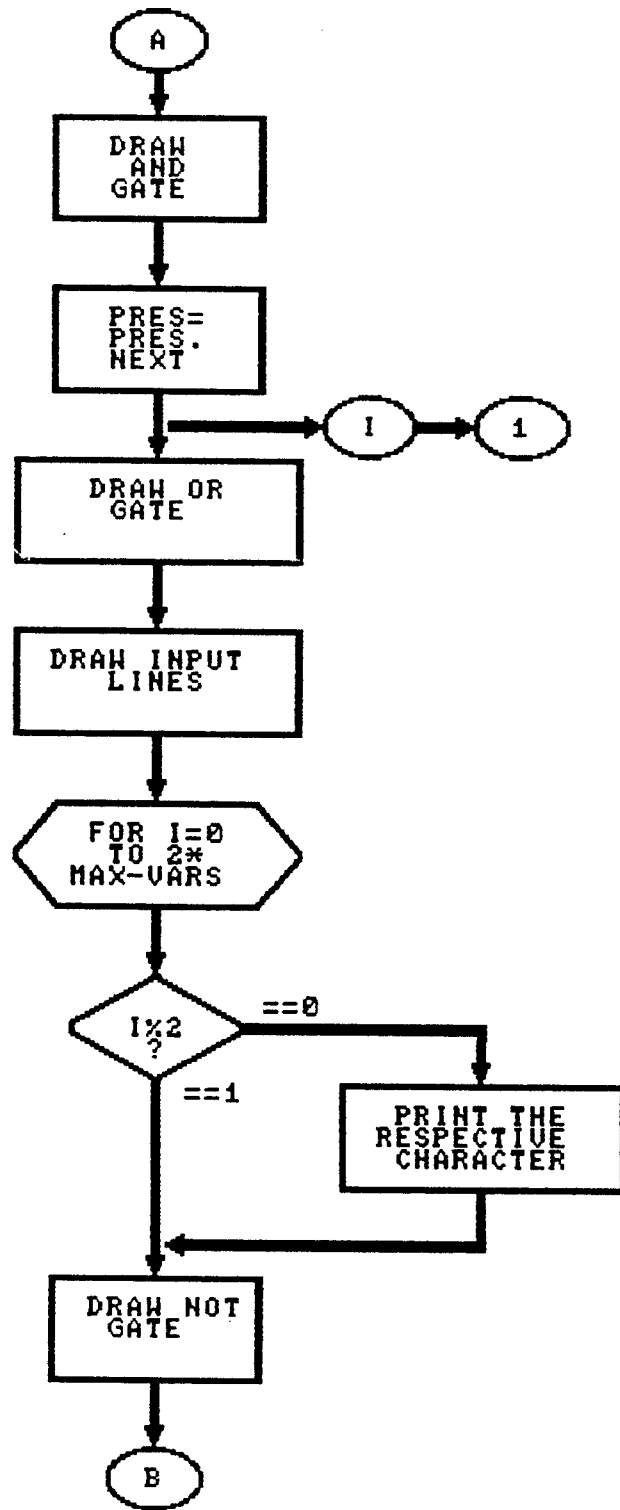 A
DRAW
AND
GATE
PRES=
PRES.
NEXT
I
1
DRAW OR
GATE
DRAW INPUT
LINES
FOR I=0
TO 2*
MAX-VARS
I%2
?
==0
==1
PRINT THE
RESPECTIVE
CHARACTER
DRAW NOT
GATE
B